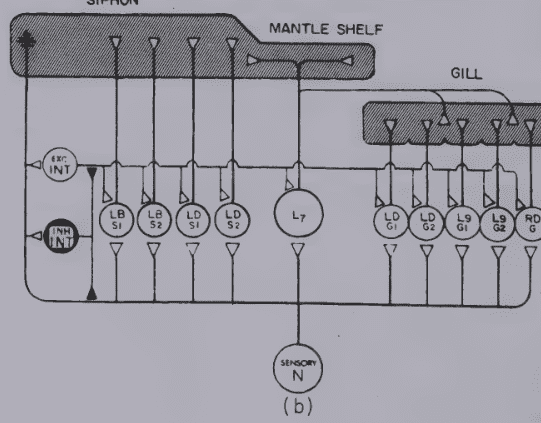 SIPHON
MANTLE SHELF
GILL
EXC
INT
INH
INT
LB
S1
LB
S2
LD
S1
LD
S2
L7
LD
G1
LD
G2
L9
G1
L9
G2
RD
G
SENSORY
N
(b)